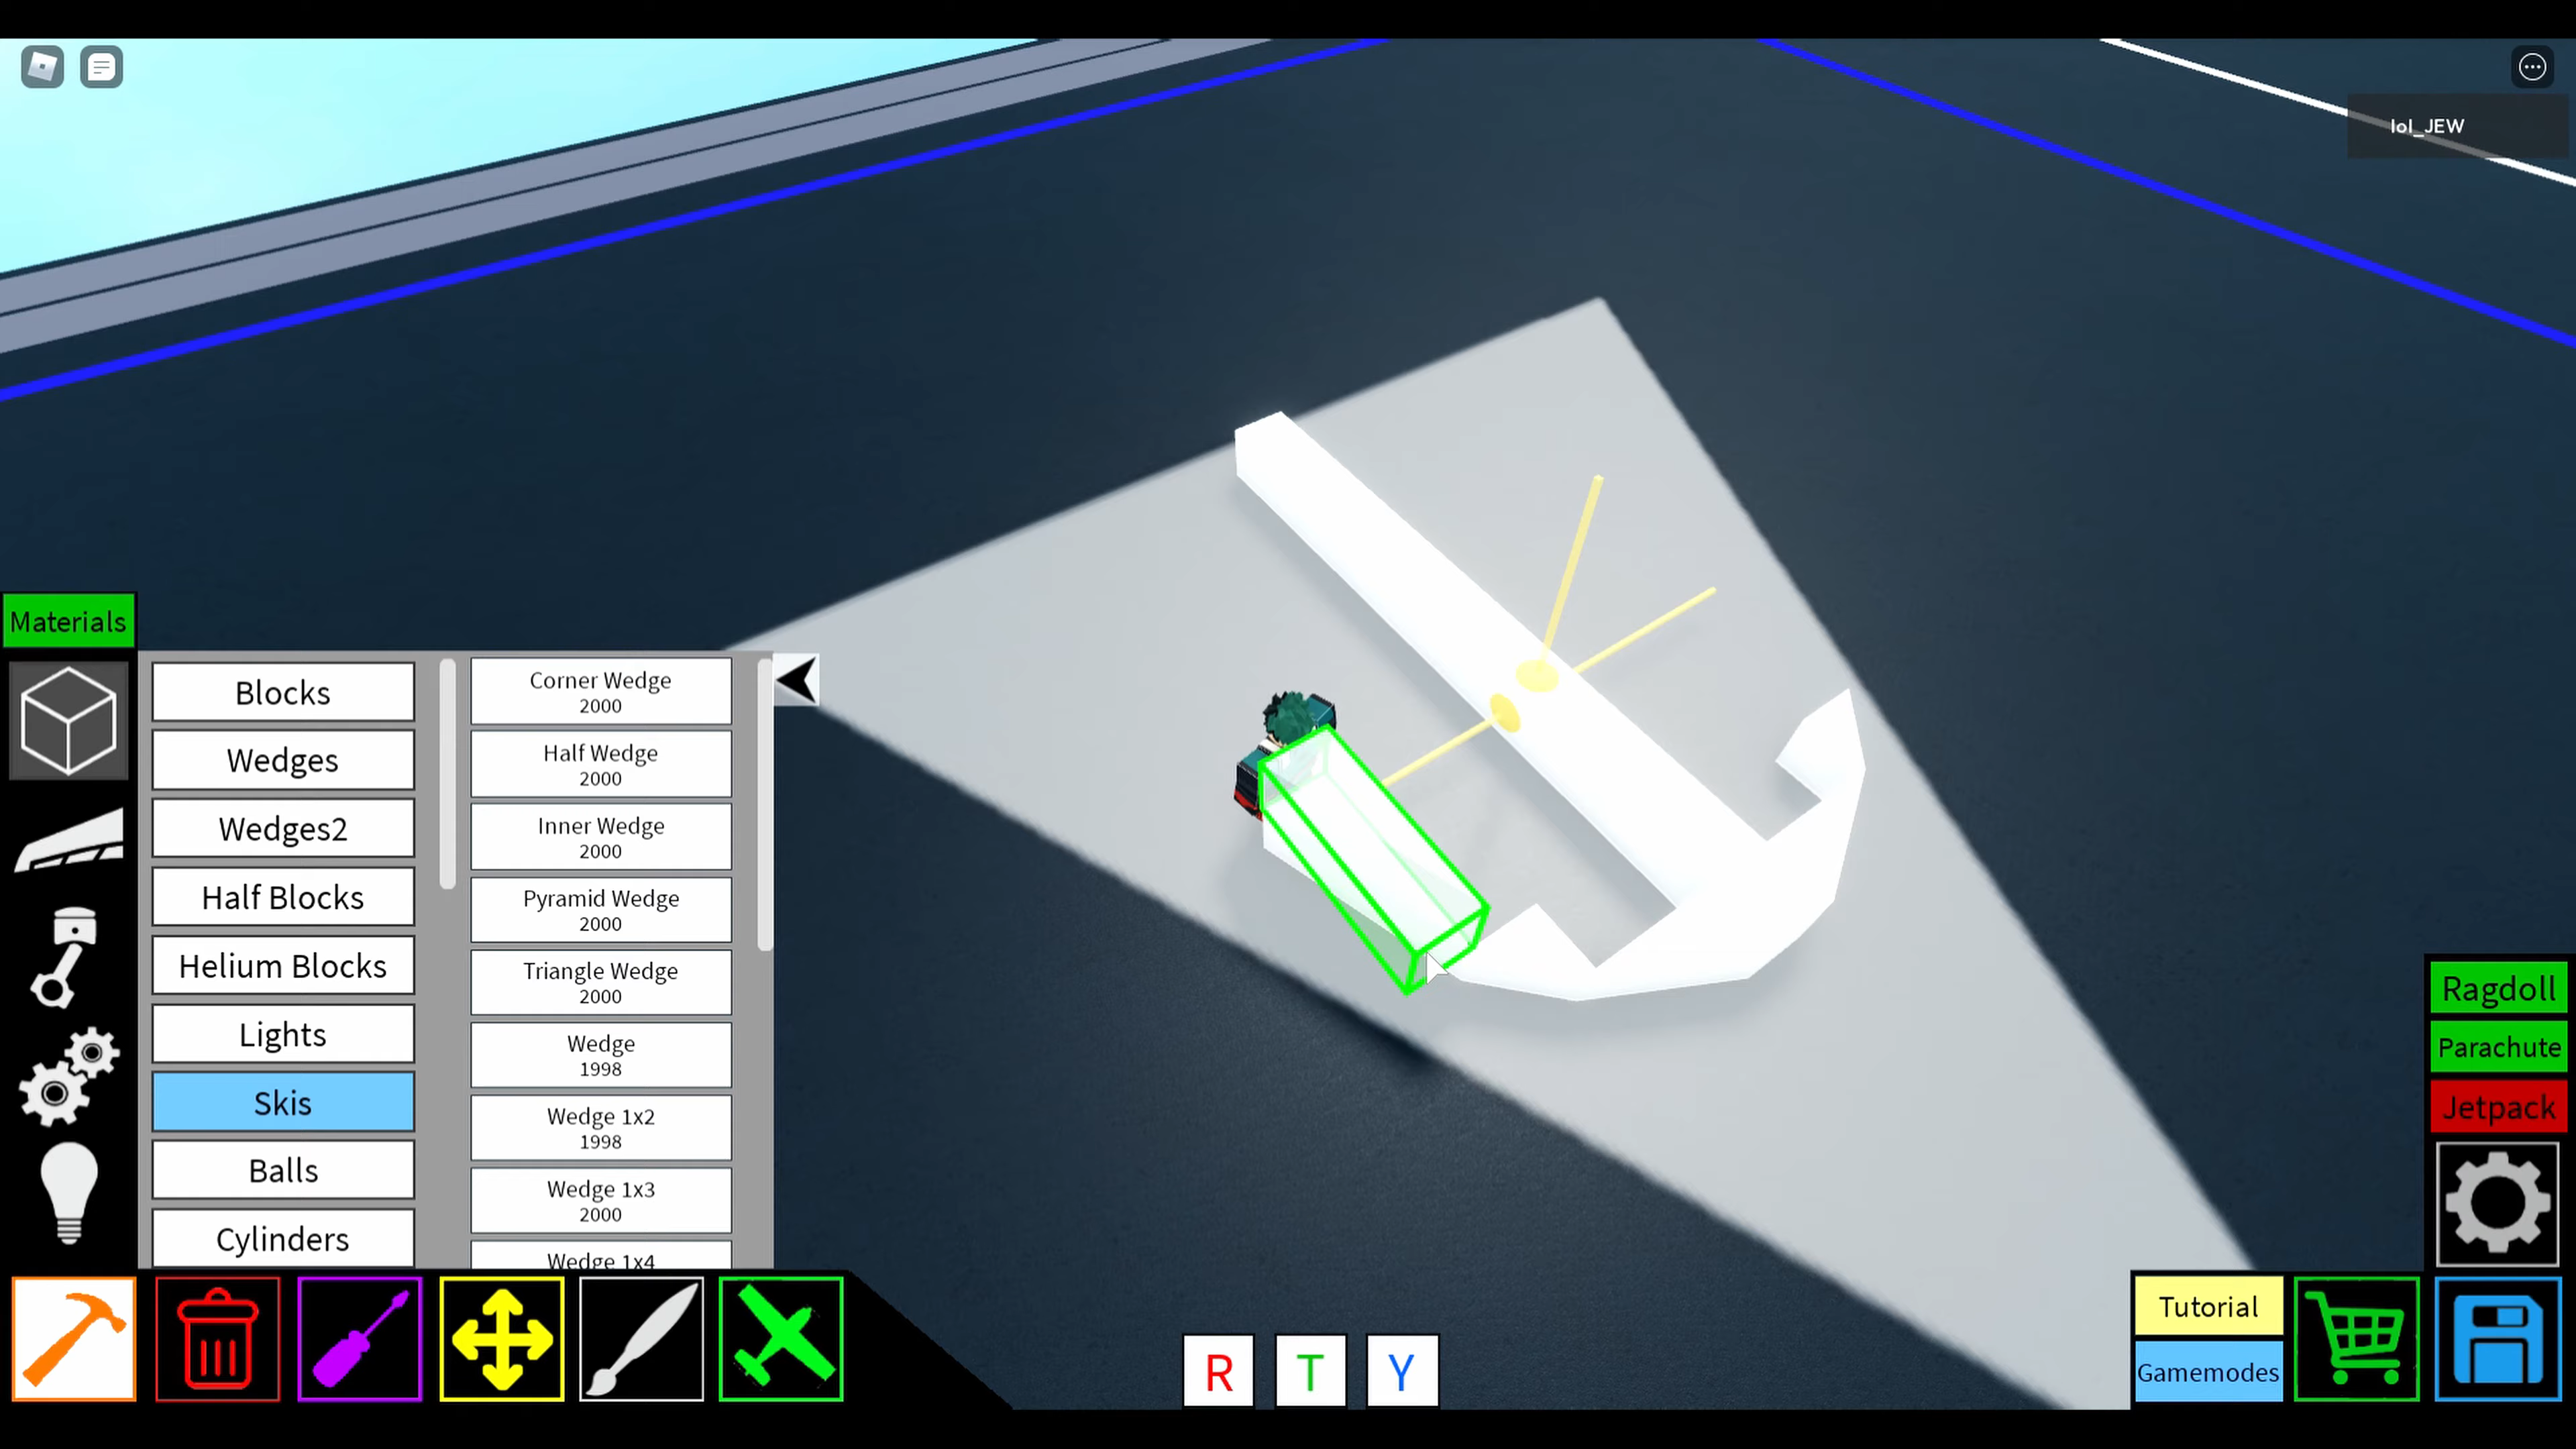 lol_JEW
Materials
Blocks
Wedges
Wedges2
Half Blocks
Helium Blocks
Lights
Skis
Balls
Cylinders
Corner Wedge
2000
Half Wedge
2000
Inner Wedge
2000
Pyramid Wedge
2000
Triangle Wedge
2000
Wedge
1998
Wedge 1x2
1998
Wedge 1x3
2000
Wedge 1x4
Ragdoll
Parachute
Jetpack
Tutorial
Gamemodes
R T Y